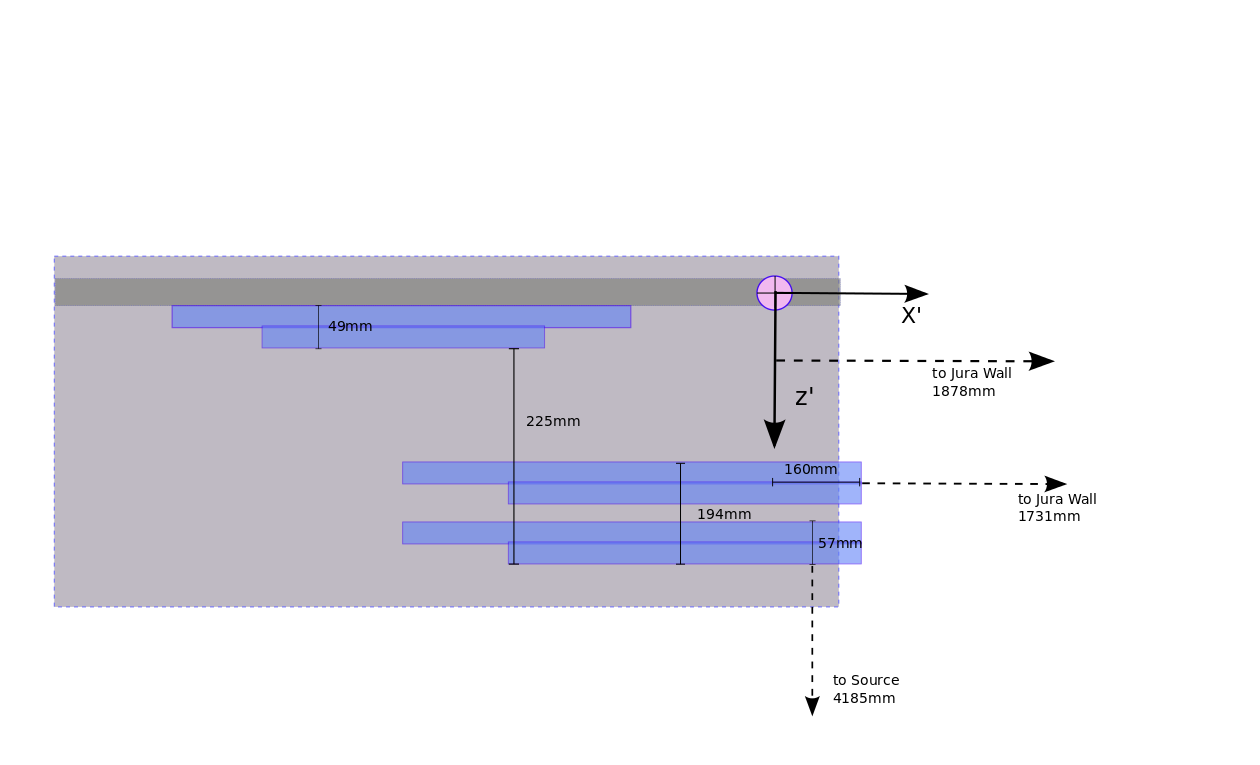 X'
49mm
to Jura Wall
1878mm
z'
225mm
160mm
to Jura Wall
1731mm
194mm
57mm
to Source
4185mm